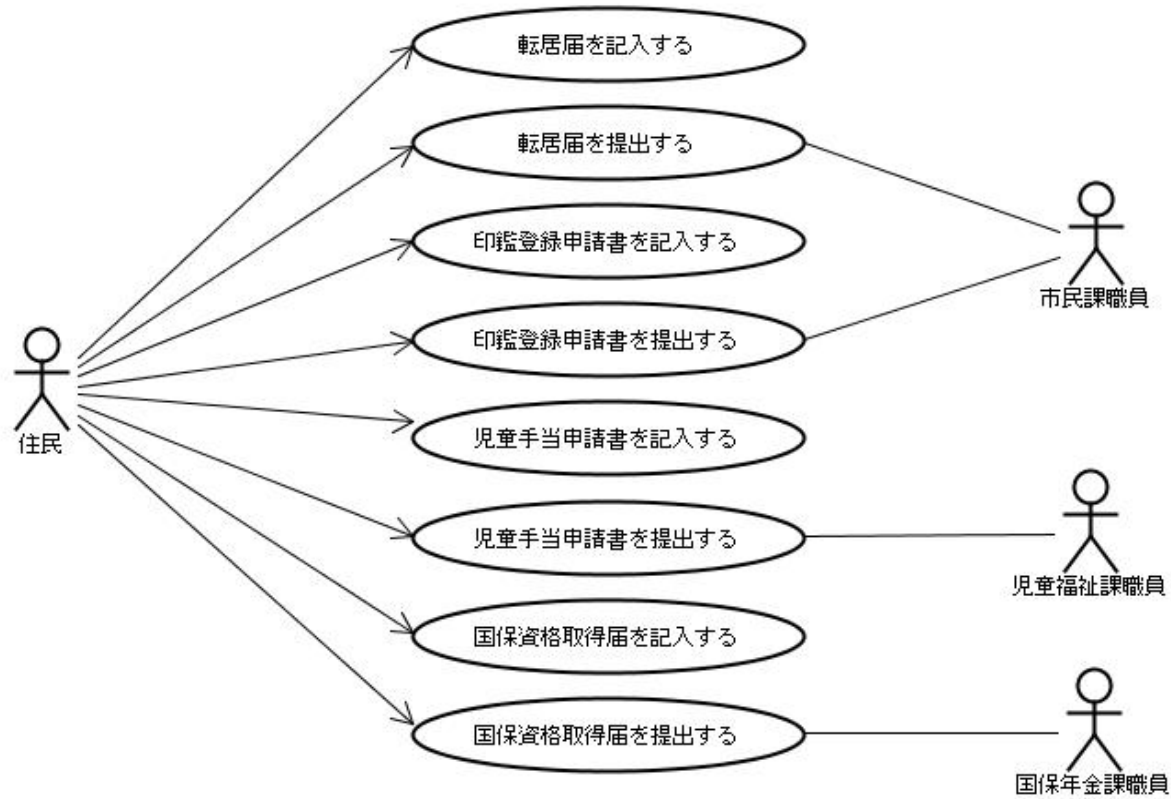 転居届を記入する
転居届を提出する
印鑑登録申請書を記入する
市民課職員
印鑑登録申請書を提出する
住民
児童手当申請書を記入する
児童手当申請書を提出する
児童福祉課職員
国保資格取得届を記入する
国保資格取得届を提出する
国保年金課職員